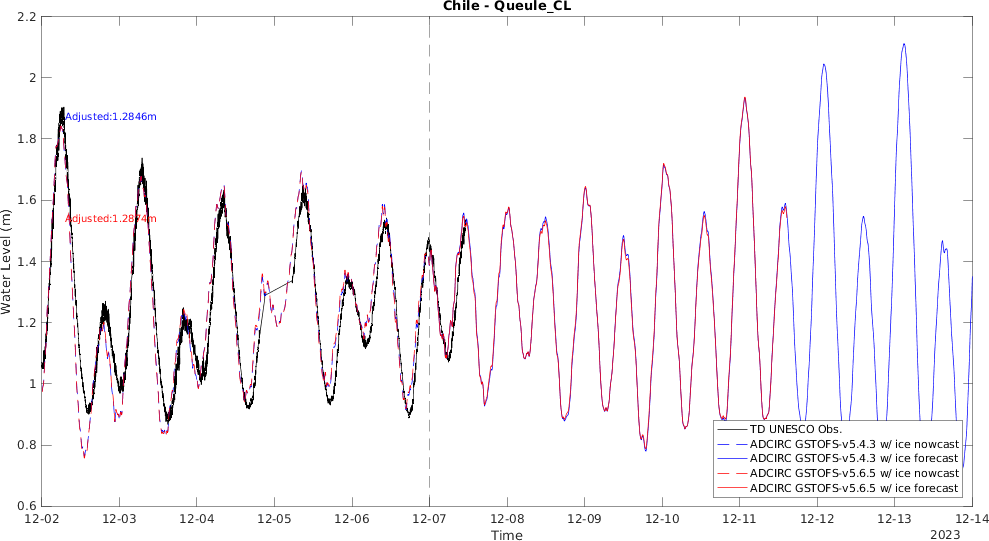 Chile - Queule_CL
2.2
2
1.8
1.6
1.4
1.2
1
0.8
0.6
Water Level (m)
Adjusted:1.2846m
Adjusted:1.2874m
TD UNESCO Obs.
ADCIRC GSTOFS-v5.4.3 w/ ice nowcast
ADCIRC GSTOFS-v5.4.3 w/ ice forecast
ADCIRC GSTOFS-v5.6.5 w/ ice nowcast
ADCIRC GSTOFS-v5.6.5 w/ ice forecast
12-02 12-03 12-04 12-05 12-06 12-07 12-08 12-09 12-10 12-11 12-12 12-13 12-14
Time
2023